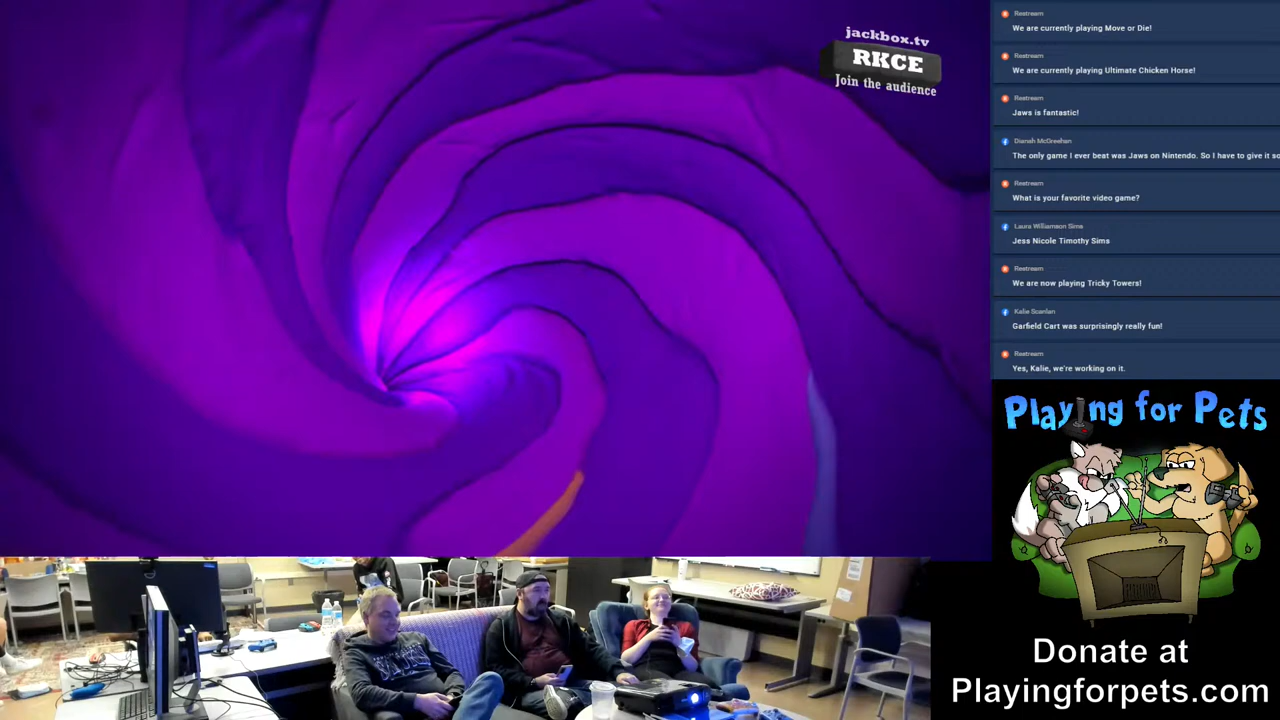 jackbox.tv
RKCE
Join the audience
Restream
We are currently playing Move or Die!
Restream
We are currently playing Ultimate Chicken Horse!
Restream
Jaws is fantastic!
Dianah McGreehan
The only game I ever beat was Jaws on Nintendo. So I have to give it so
Restream
What is your favorite video game?
Laura Williamson Sims
Jess Nicole Timothy Sims
Restream
We are now playing Tricky Towers!
Kalie Scanlan
Garfield Cart was surprisingly really fun!
Restream
Yes, Kalie, we're working on it.
Playing for Pets
Donate at
Playingforpets.com